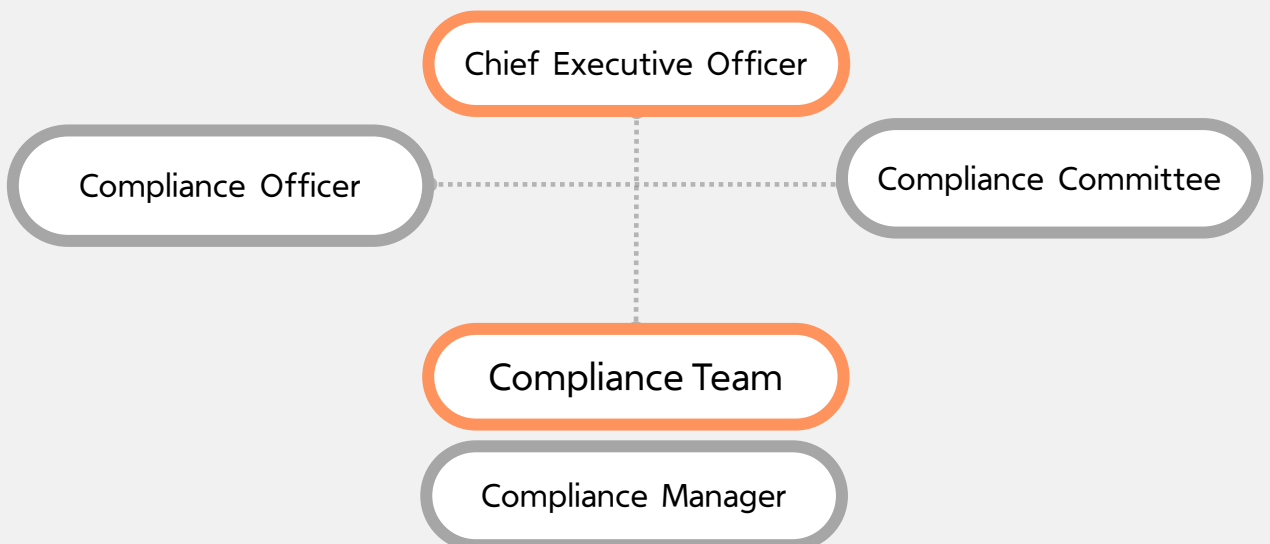 Chief Executive Officer
Compliance Officer
Compliance Committee
Compliance Team
Compliance Manager